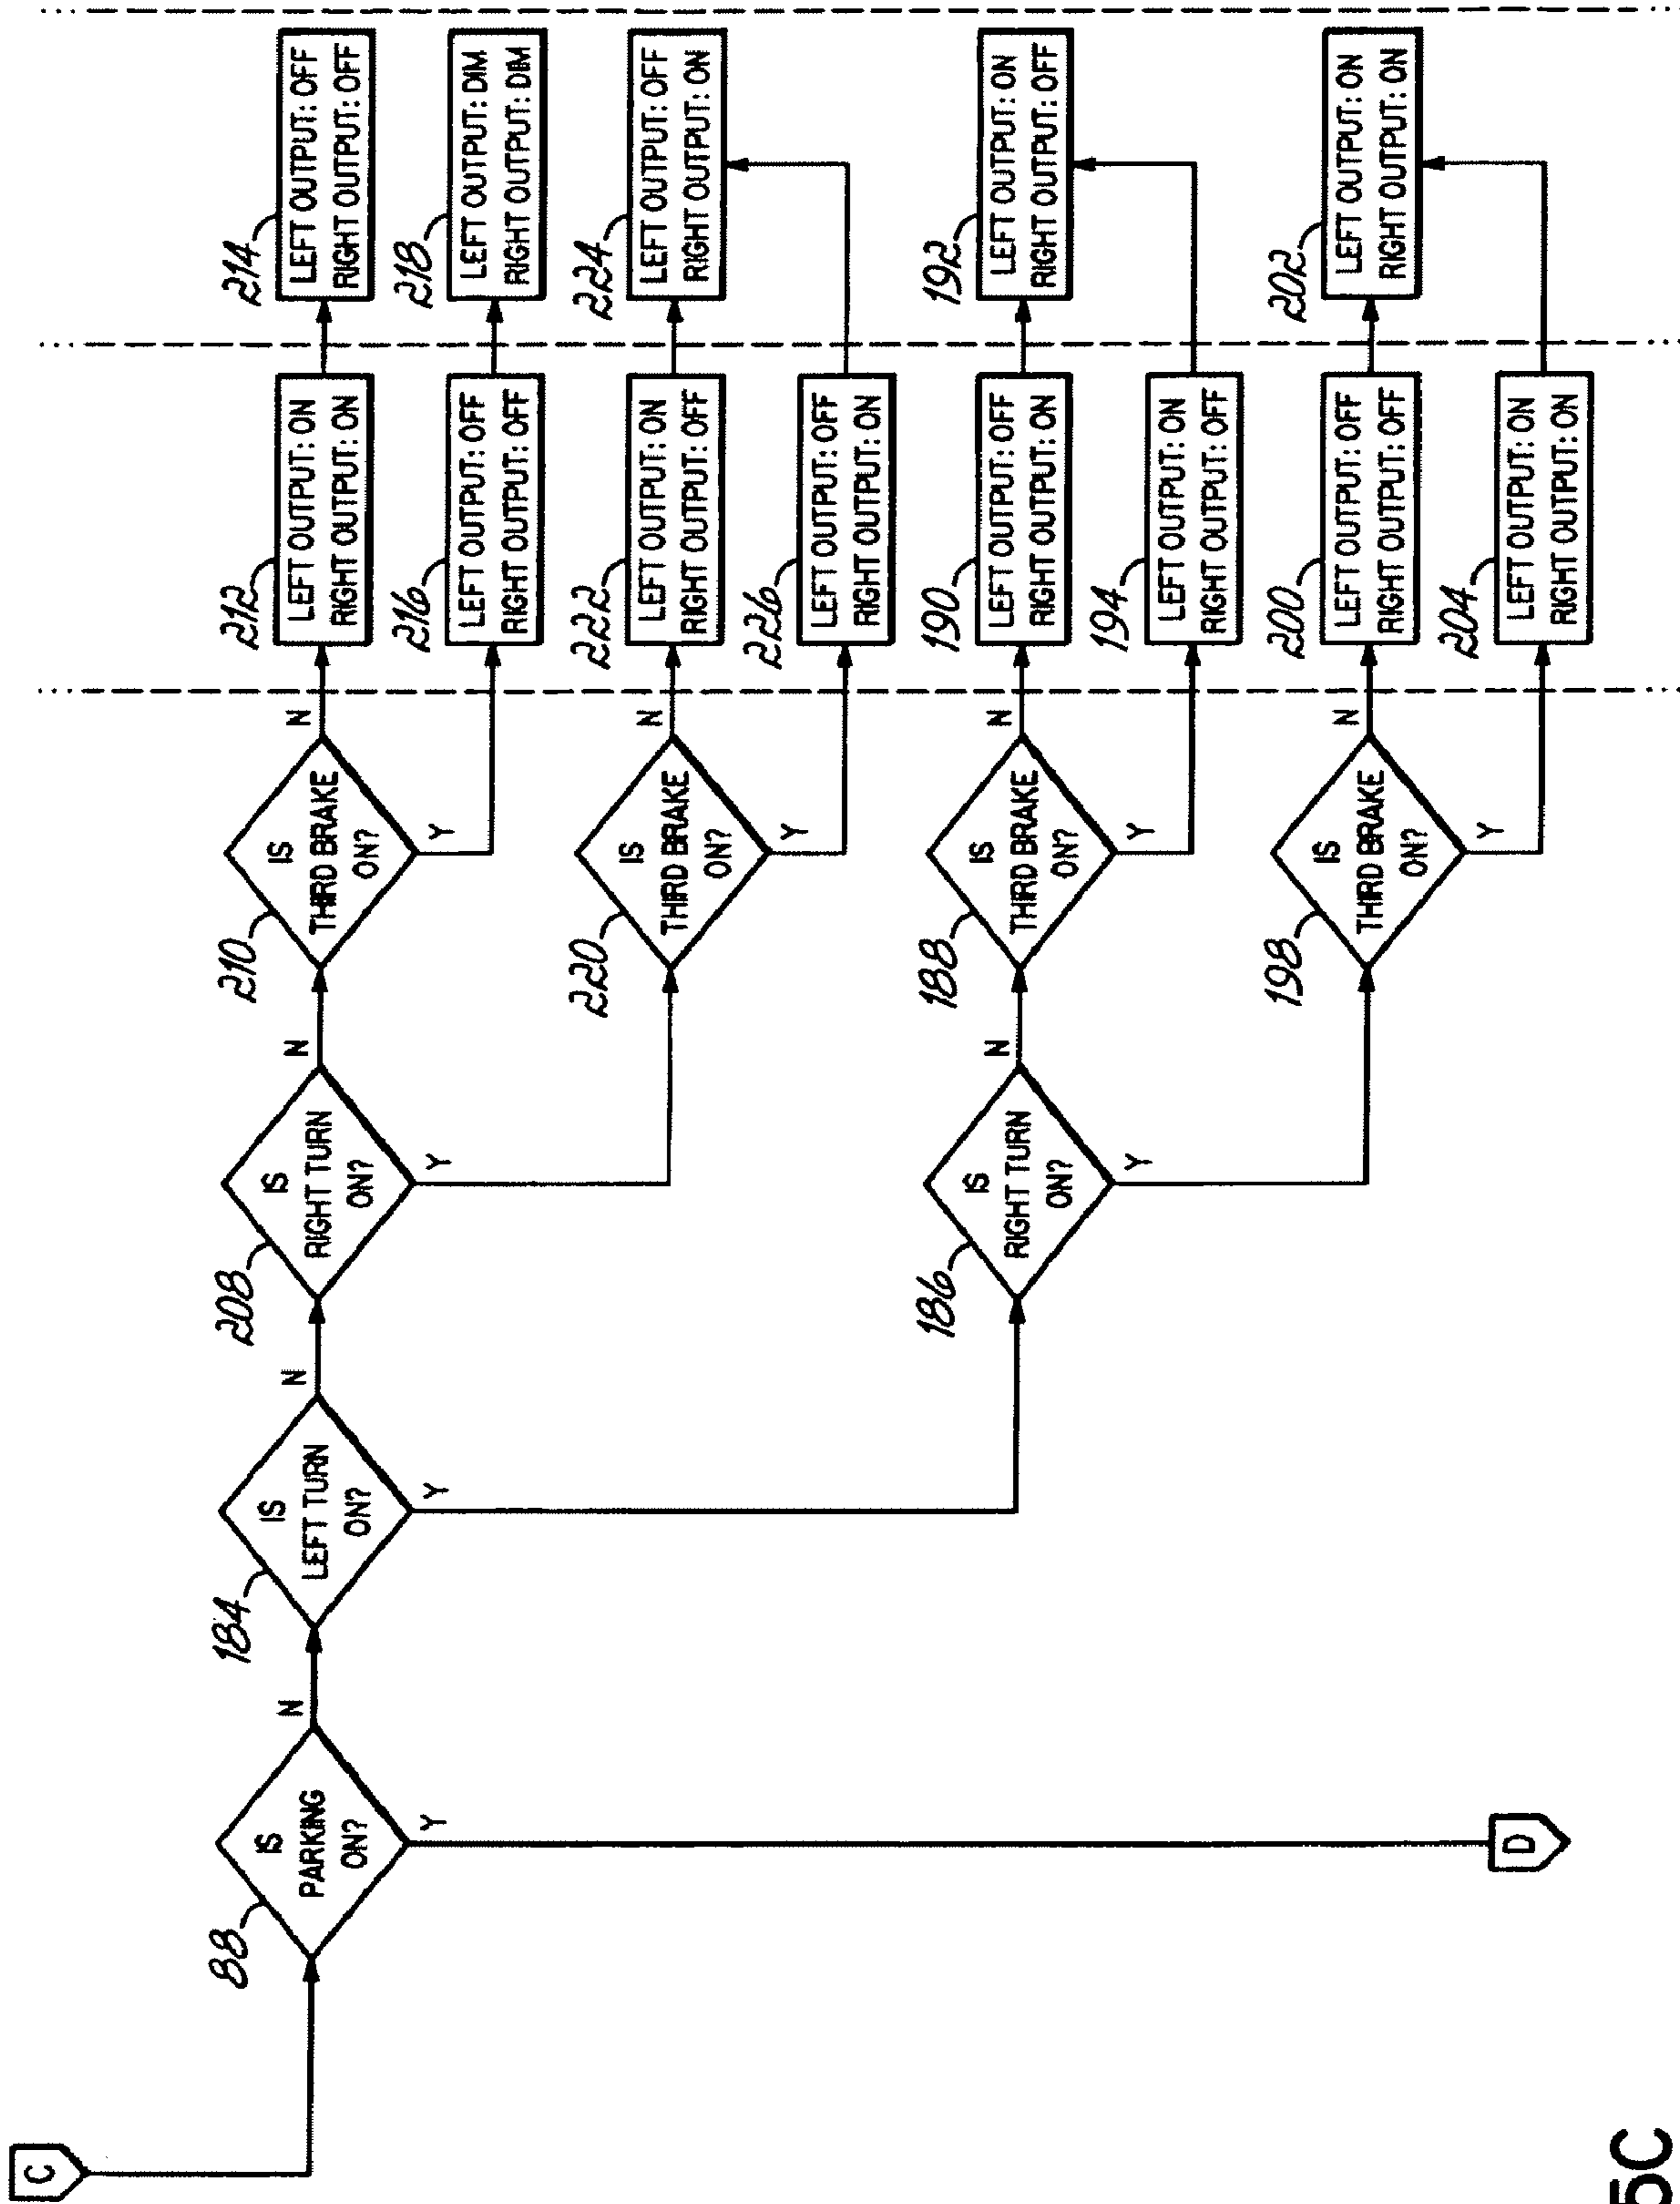 C
88
IS
PARKING
ON?
N
Y
D
184
IS
LEFT TURN
ON?
N
Y
208
IS
RIGHT TURN
ON?
N
Y
210
IS
THIRD BRAKE
ON?
N
Y
212
LEFT OUTPUT: ON
RIGHT OUTPUT: ON
214
LEFT OUTPUT: OFF
RIGHT OUTPUT: OFF
216
LEFT OUTPUT: OFF
RIGHT OUTPUT: OFF
218
LEFT OUTPUT: DIM
RIGHT OUTPUT: DIM
220
IS
THIRD BRAKE
ON?
N
Y
222
LEFT OUTPUT: ON
RIGHT OUTPUT: OFF
224
LEFT OUTPUT: OFF
RIGHT OUTPUT: ON
226
LEFT OUTPUT: OFF
RIGHT OUTPUT: ON
186
IS
RIGHT TURN
ON?
N
Y
188
IS
THIRD BRAKE
ON?
N
Y
190
LEFT OUTPUT: OFF
RIGHT OUTPUT: ON
192
LEFT OUTPUT: ON
RIGHT OUTPUT: OFF
194
LEFT OUTPUT: ON
RIGHT OUTPUT: OFF
198
IS
THIRD BRAKE
ON?
N
Y
200
LEFT OUTPUT: OFF
RIGHT OUTPUT: OFF
202
LEFT OUTPUT: ON
RIGHT OUTPUT: ON
204
LEFT OUTPUT: ON
RIGHT OUTPUT: ON
5C